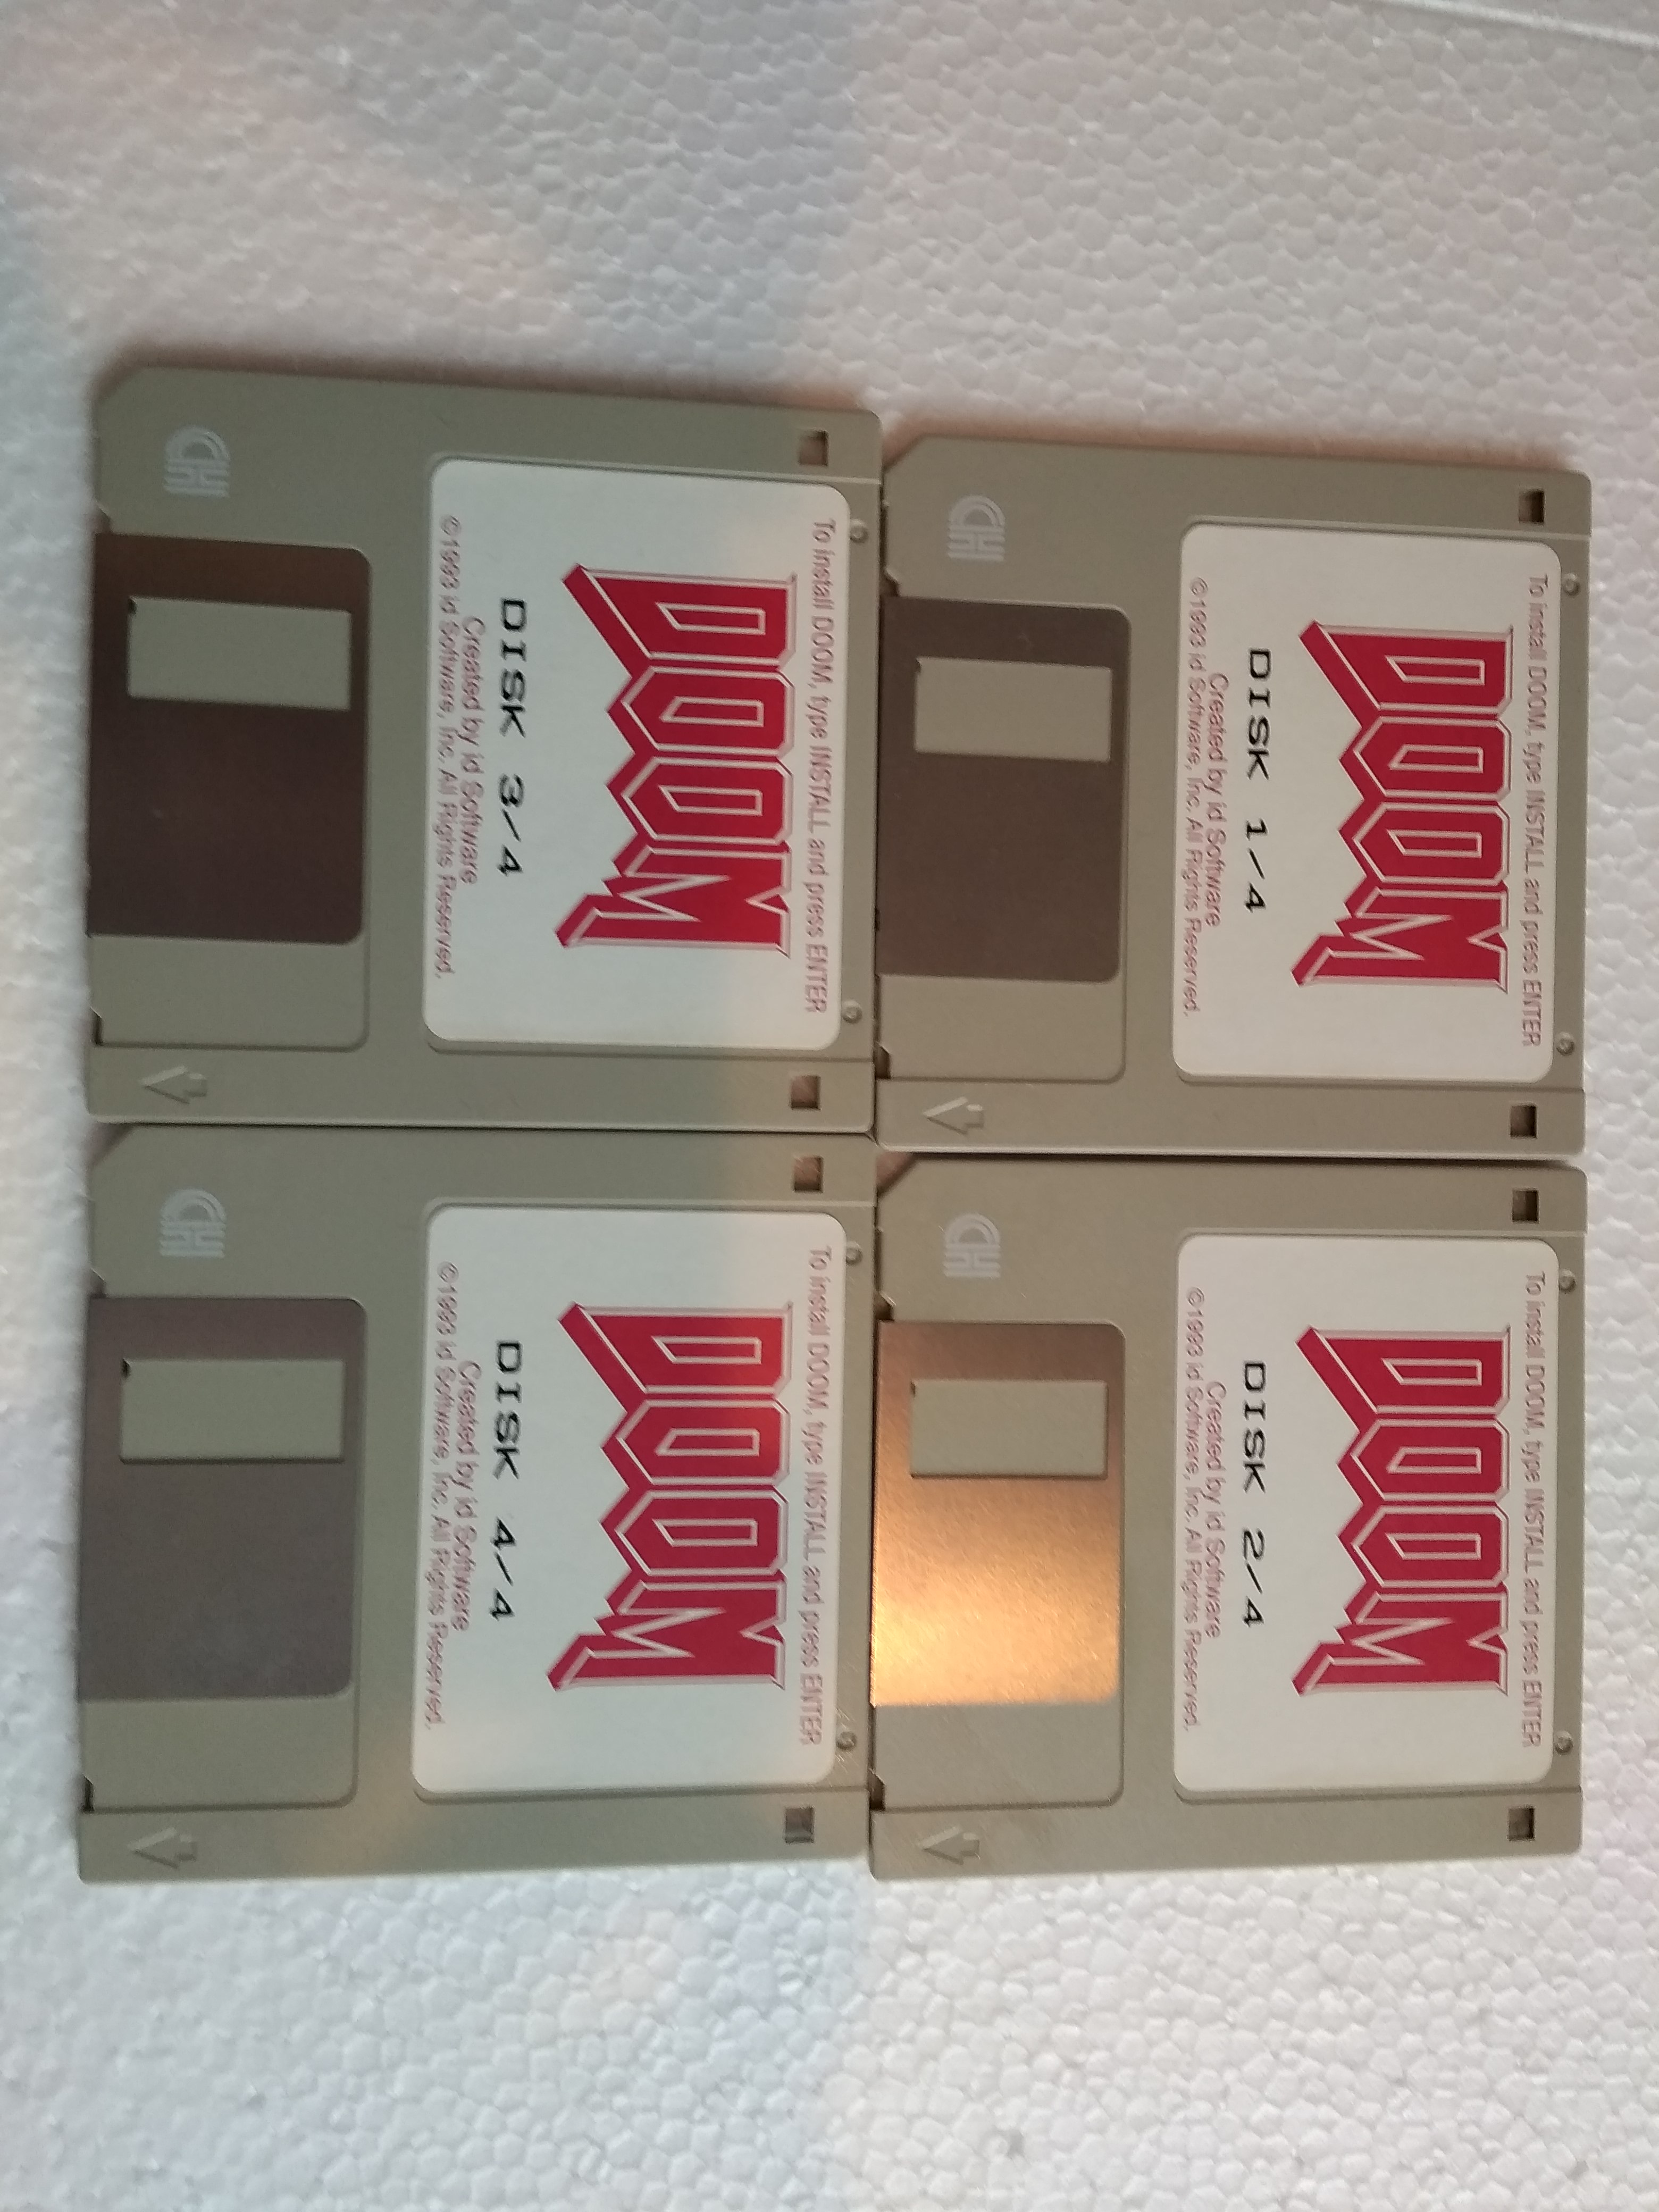 To install DOOM, type INSTALL and press ENTER
DOOM
DISK 1/4
Created by id Software
©1993 id Software, Inc. All Rights Reserved.
HD
To install DOOM, type INSTALL and press ENTER
DOOM
DISK 2/4
Created by id Software
©1993 id Software, Inc. All Rights Reserved.
HD
To install DOOM, type INSTALL and press ENTER
DOOM
DISK 3/4
Created by id Software
©1993 id Software, Inc. All Rights Reserved.
HD
To install DOOM, type INSTALL and press ENTER
DOOM
DISK 4/4
Created by id Software
©1993 id Software, Inc. All Rights Reserved.
HD